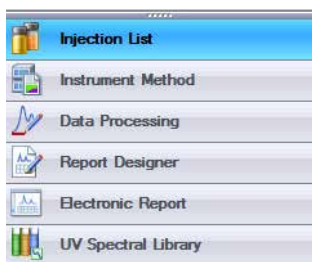 Injection List
Instrument Method
Data Processing
Report Designer
Electronic Report
UV Spectral Library